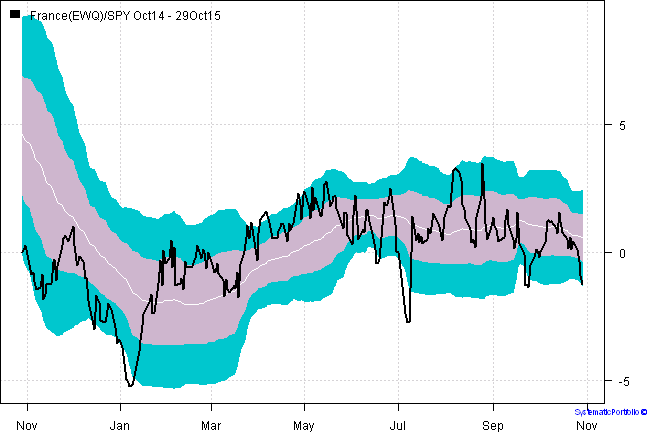 France(EWQ)/SPY Oct14 - 29Oct15
5
0
-5
Nov Jan Mar May Jul Sep Nov
SystematicPortfolio ©